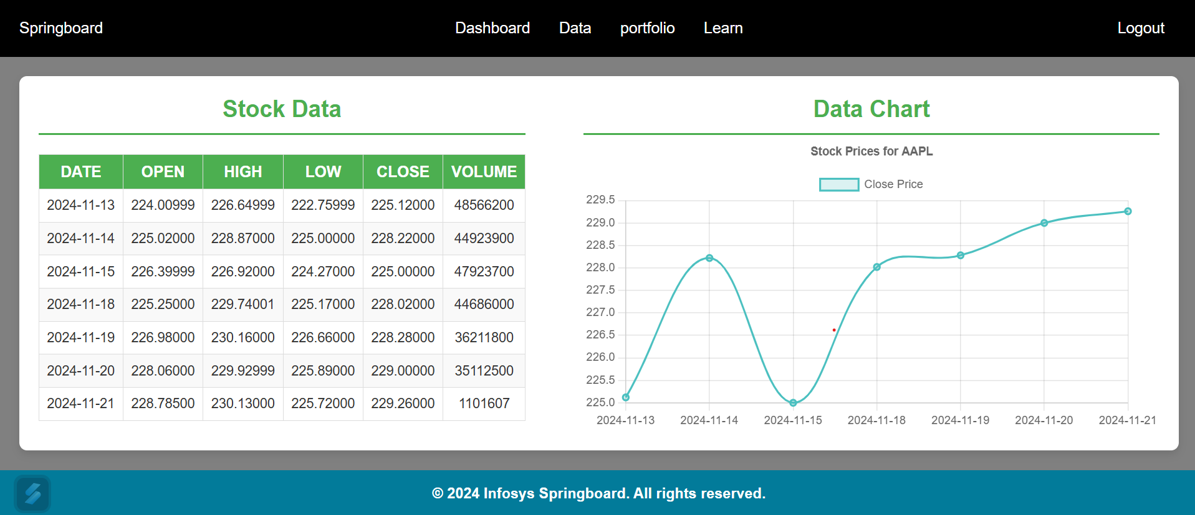 Springboard Dashboard Data portfolio Learn Logout
Stock Data
DATE OPEN HIGH LOW CLOSE VOLUME
2024-11-13 224.00999 226.64999 222.75999 225.12000 48566200
2024-11-14 225.02000 228.87000 225.00000 228.22000 44923900
2024-11-15 226.39999 226.92000 224.27000 225.00000 47923700
2024-11-18 225.25000 229.74001 225.17000 228.02000 44686000
2024-11-19 226.98000 230.16000 226.66000 228.28000 36211800
2024-11-20 228.06000 229.92999 225.89000 229.00000 35112500
2024-11-21 228.78500 230.13000 225.72000 229.26000 1101607
Data Chart
Stock Prices for AAPL
Close Price
229.5
229.0
228.5
228.0
227.5
227.0
226.5
226.0
225.5
225.0
2024-11-13 2024-11-14 2024-11-15 2024-11-18 2024-11-19 2024-11-20 2024-11-21
© 2024 Infosys Springboard. All rights reserved.